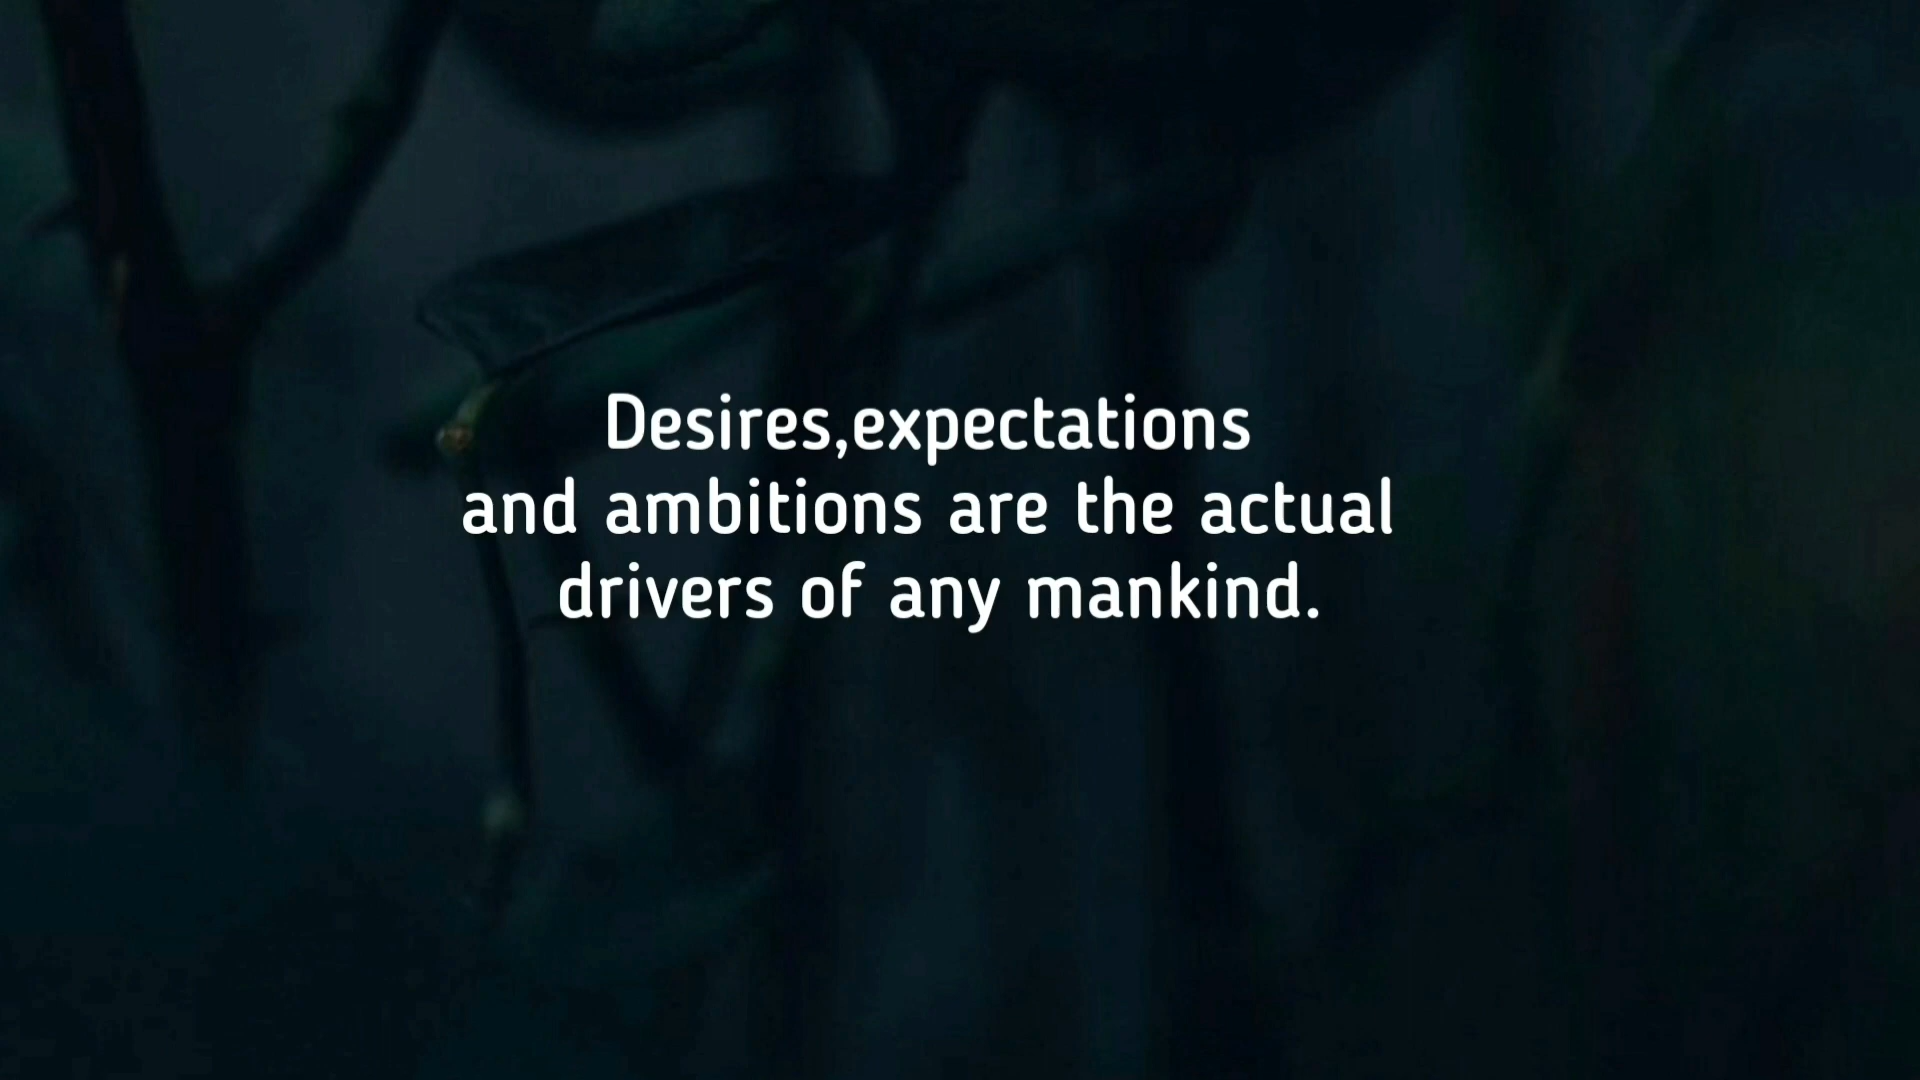 Desires,expectations
and ambitions are the actual
drivers of any mankind.